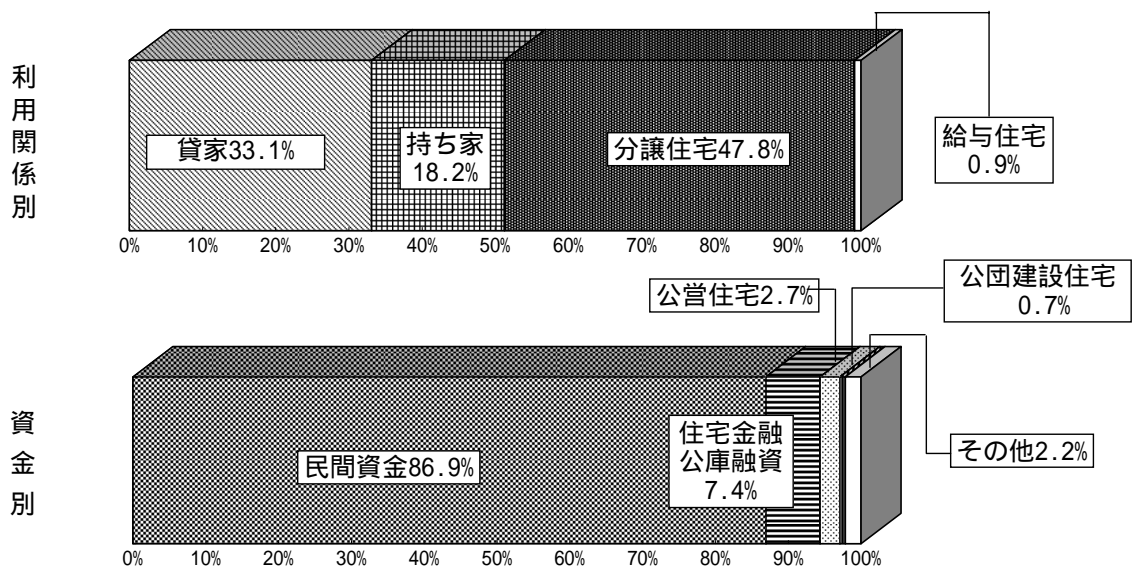 利用関係別
貸家33.1%
持ち家
18.2%
分譲住宅47.8%
給与住宅
0.9%
0% 10% 20% 30% 40% 50% 60% 70% 80% 90% 100%
公営住宅2.7%
公団建設住宅
0.7%
資金別
民間資金86.9%
住宅金融
公庫融資
7.4%
その他2.2%
0% 10% 20% 30% 40% 50% 60% 70% 80% 90% 100%